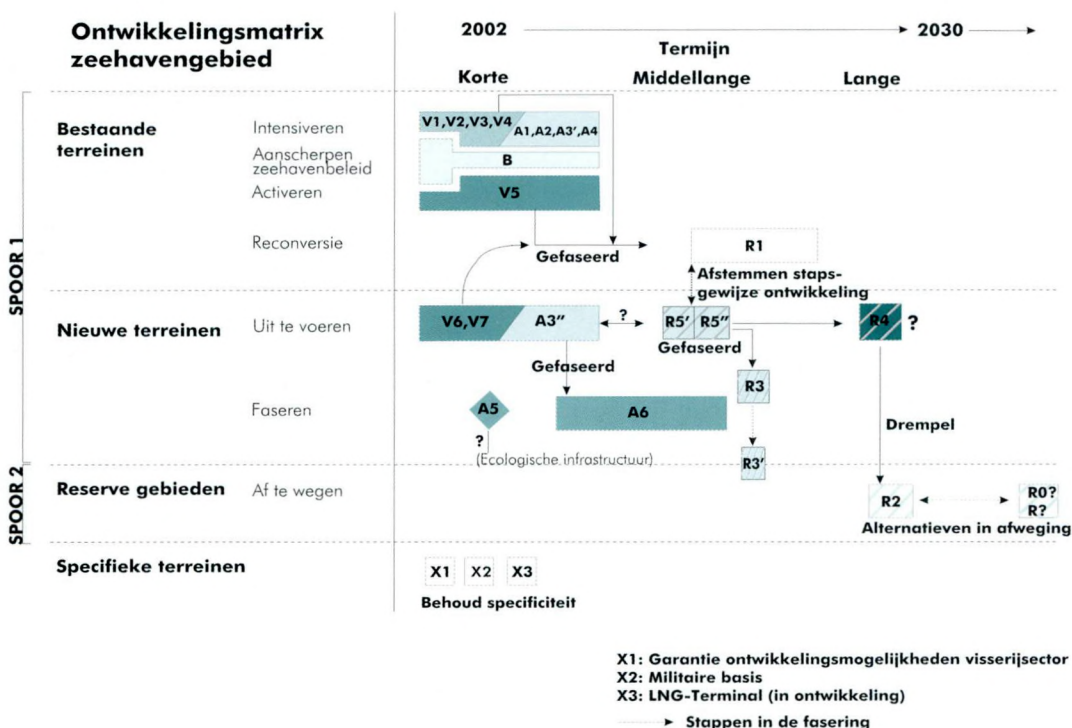 Ontwikkelingsmatrix
zeehavengebied
2002
2030
Termijn
Korte
Middellange
Lange
SPOOR 1
Bestaande
terreinen
Intensiveren
V1,V2,V3,V4
A1,A2,A3',A4
Aanscherpen
zeehavenbeleid
B
Activeren
V5
Reconversie
Gefaseerd
R1
Afstemmen staps-
gewijze ontwikkeling
Nieuwe terreinen
Uit te voeren
V6,V7
A3"
?
R5'
R5"
R4
?
Gefaseerd
Gefaseerd
R3
Faseren
A5
A6
Drempel
?
(Ecologische infrastructuur)
R3'
SPOOR 2
Reserve gebieden
Af te wegen
R2
R0?
R?
Alternatieven in afweging
Specifieke terreinen
X1
X2
X3
Behoud specificiteit
X1: Garantie ontwikkelingsmogelijkheden visserijsector
X2: Militaire basis
X3: LNG-Terminal (in ontwikkeling)
Stappen in de fasering